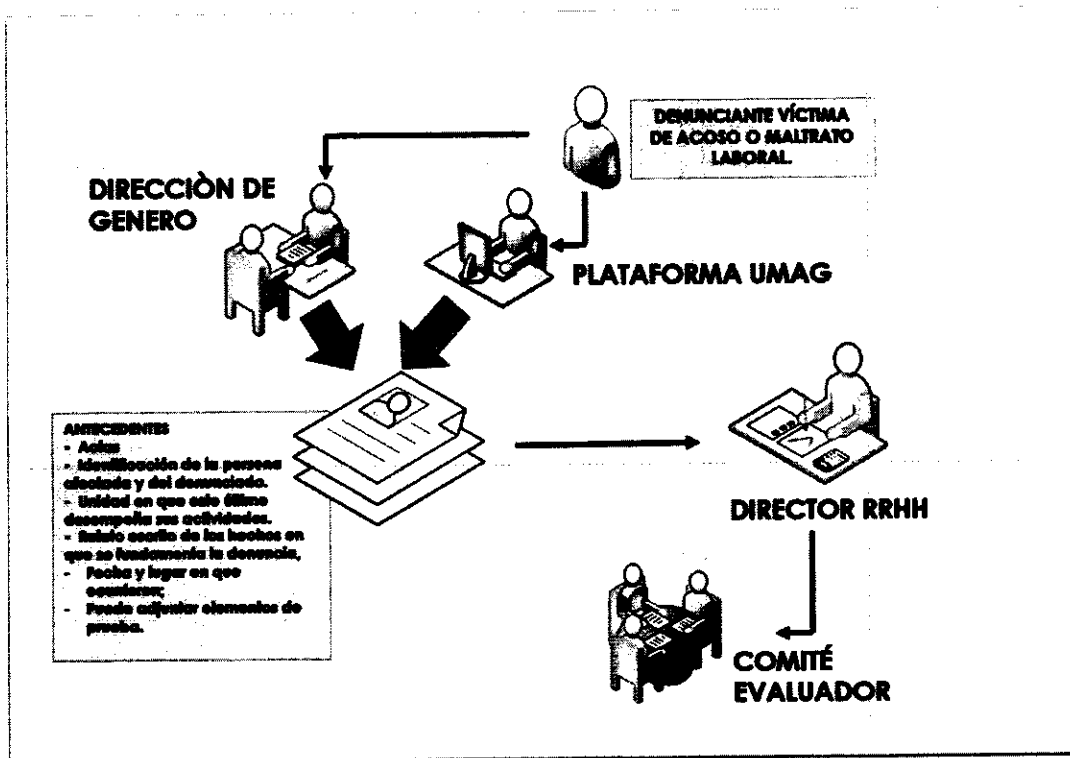 DENUNCIANTE VÍCTIMA
DE ACOSO O MALTRATO
LABORAL.
DIRECCIÒN DE
GENERO
PLATAFORMA UMAG
ANTECEDENTES
- Actas
- Identificación de la persona
afectada y del denunciado.
- Unidad en que este último
desempeña sus actividades.
- Relato escrito de los hechos en
que se fundamenta la denuncia,
- Fecha y lugar en que
ocurrieron;
- Puede adjuntar elementos de
prueba.
DIRECTOR RRHH
COMITÉ
EVALUADOR